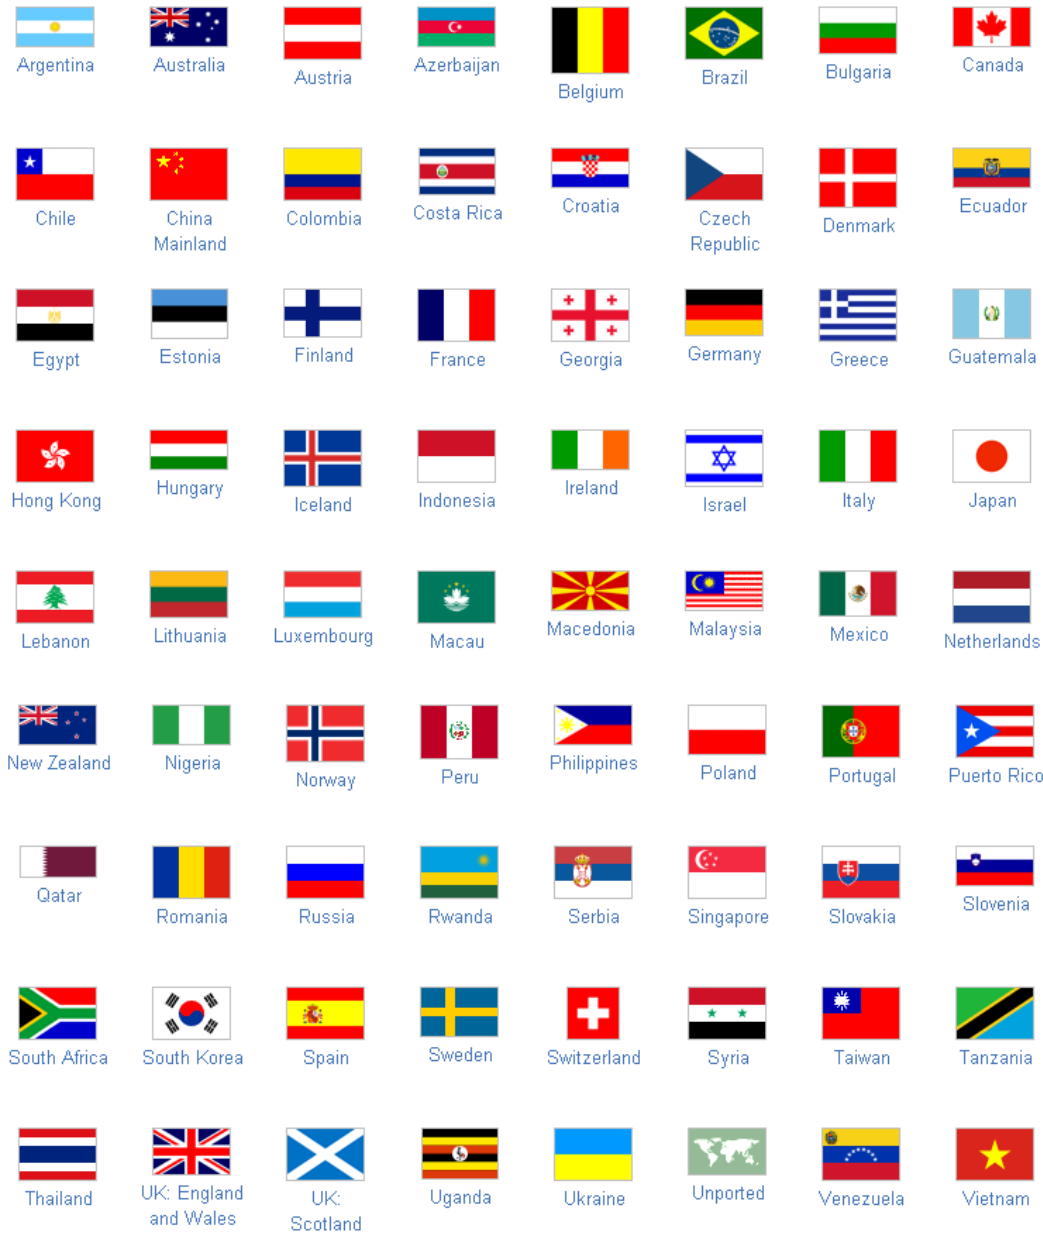 Argentina
Australia
Austria
Azerbaijan
Belgium
Brazil
Bulgaria
Canada
Chile
China
Mainland
Colombia
Costa Rica
Croatia
Czech
Republic
Denmark
Ecuador
Egypt
Estonia
Finland
France
Georgia
Germany
Greece
Guatemala
Hong Kong
Hungary
Iceland
Indonesia
Ireland
Israel
Italy
Japan
Lebanon
Lithuania
Luxembourg
Macau
Macedonia
Malaysia
Mexico
Netherlands
New Zealand
Nigeria
Norway
Peru
Philippines
Poland
Portugal
Puerto Rico
Qatar
Romania
Russia
Rwanda
Serbia
Singapore
Slovakia
Slovenia
South Africa
South Korea
Spain
Sweden
Switzerland
Syria
Taiwan
Tanzania
Thailand
UK: England
and Wales
UK:
Scotland
Uganda
Ukraine
Unported
Venezuela
Vietnam